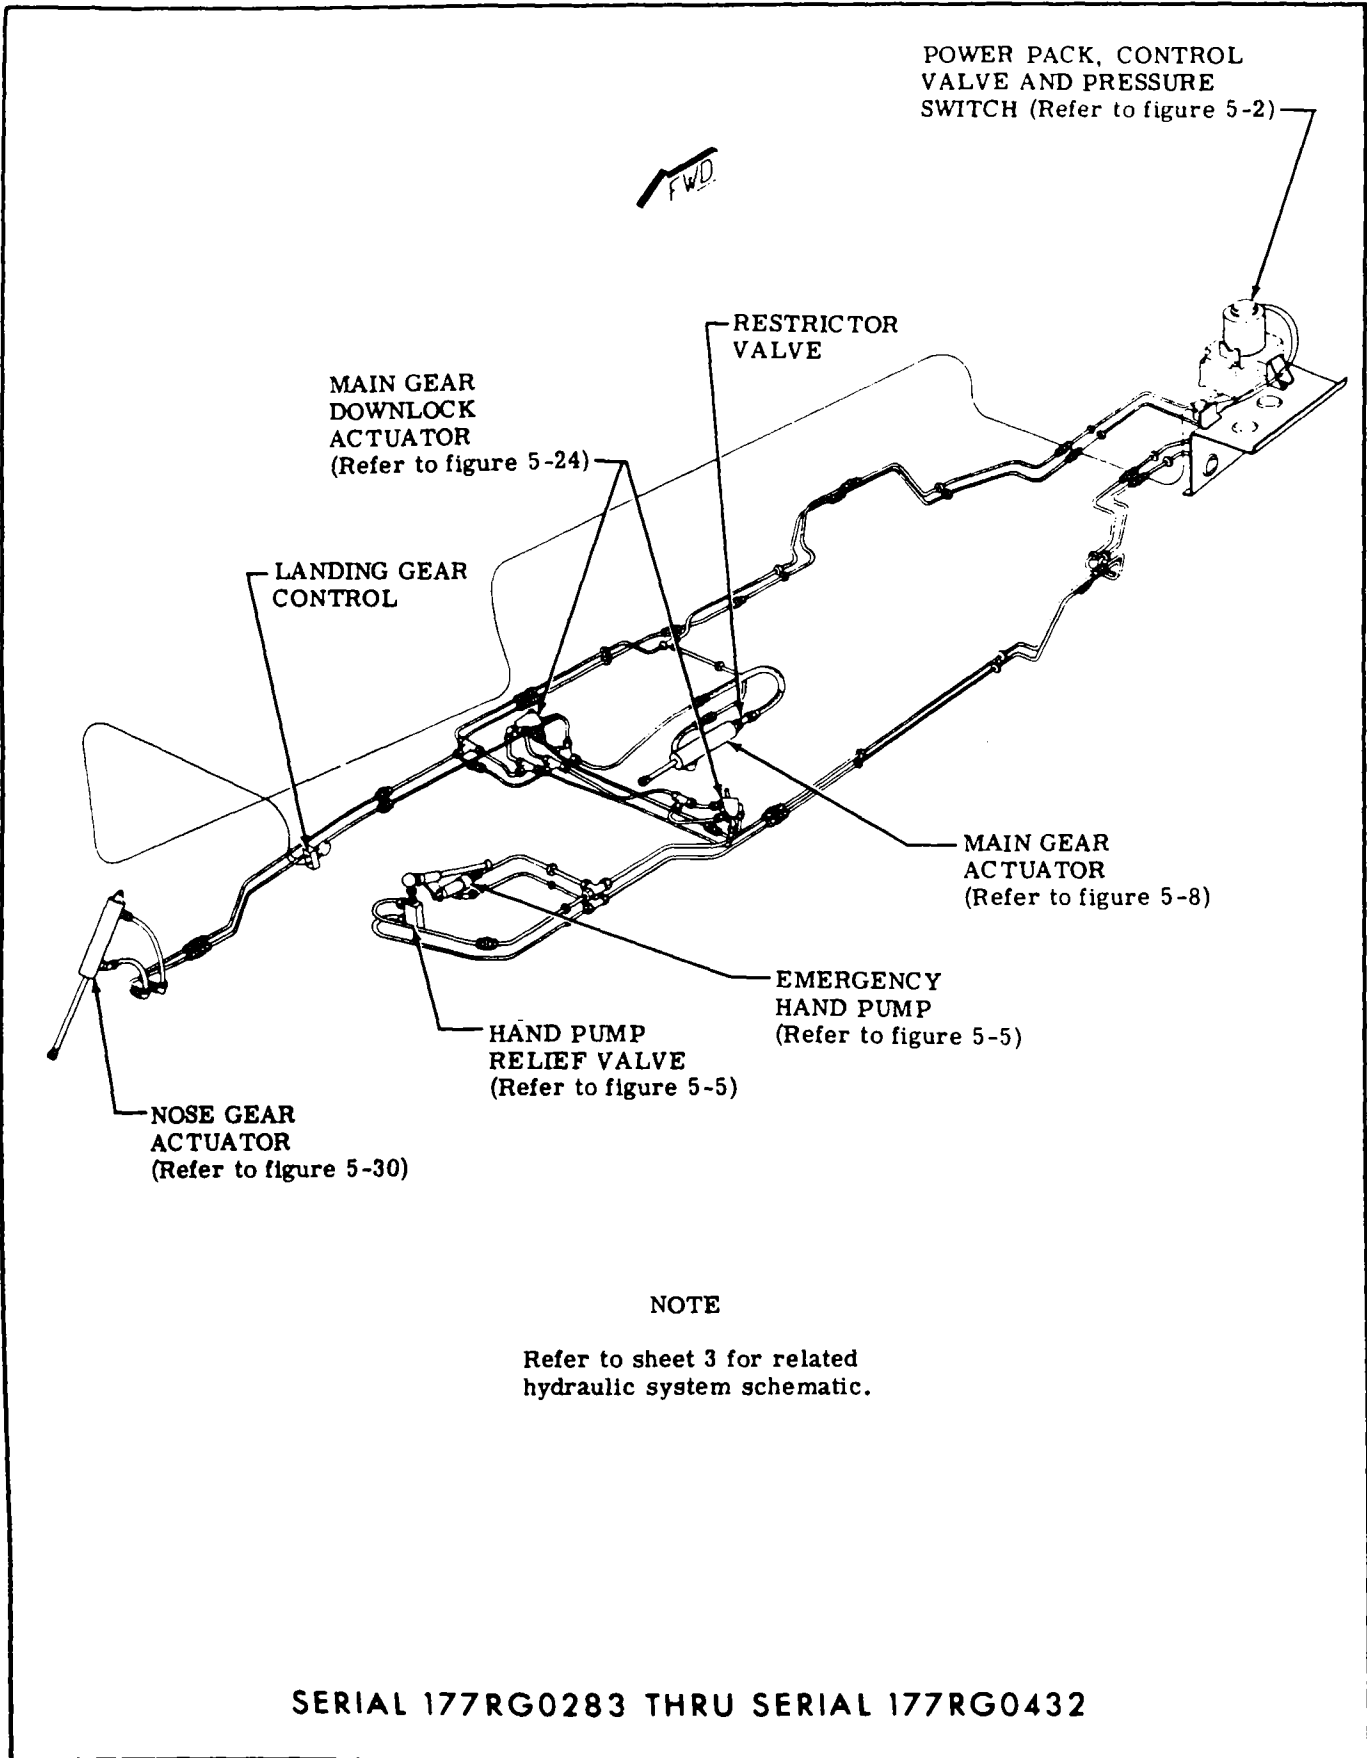 POWER PACK, CONTROL
VALVE AND PRESSURE
SWITCH (Refer to figure 5-2)
FWD
RESTRICTOR
VALVE
MAIN GEAR
DOWNLOCK
ACTUATOR
(Refer to figure 5-24)
LANDING GEAR
CONTROL
MAIN GEAR
ACTUATOR
(Refer to figure 5-8)
EMERGENCY
HAND PUMP
(Refer to figure 5-5)
HAND PUMP
RELIEF VALVE
(Refer to figure 5-5)
NOSE GEAR
ACTUATOR
(Refer to figure 5-30)
NOTE
Refer to sheet 3 for related
hydraulic system schematic.
SERIAL 177RG0283 THRU SERIAL 177RG0432